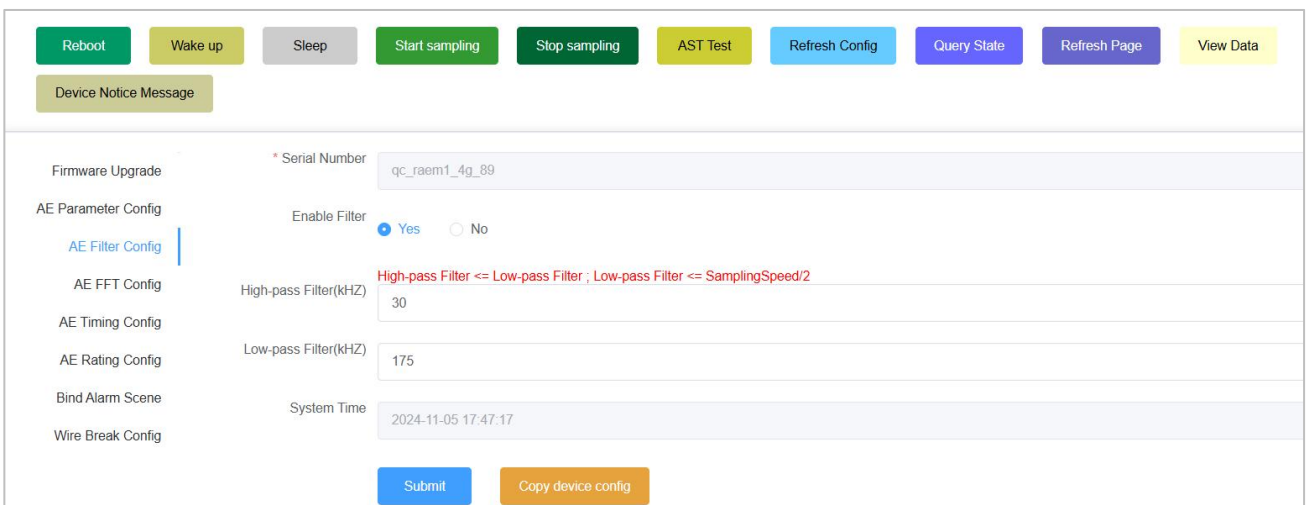 Reboot Wake up Sleep Start sampling Stop sampling AST Test Refresh Config Query State Refresh Page View Data
Device Notice Message
Firmware Upgrade
AE Parameter Config
AE Filter Config
AE FFT Config
AE Timing Config
AE Rating Config
Bind Alarm Scene
Wire Break Config
* Serial Number
qc_raem1_4g_89
Enable Filter
Yes No
High-pass Filter <= Low-pass Filter ; Low-pass Filter <= SamplingSpeed/2
High-pass Filter(kHZ)
30
Low-pass Filter(kHZ)
175
System Time
2024-11-05 17:47:17
Submit Copy device config